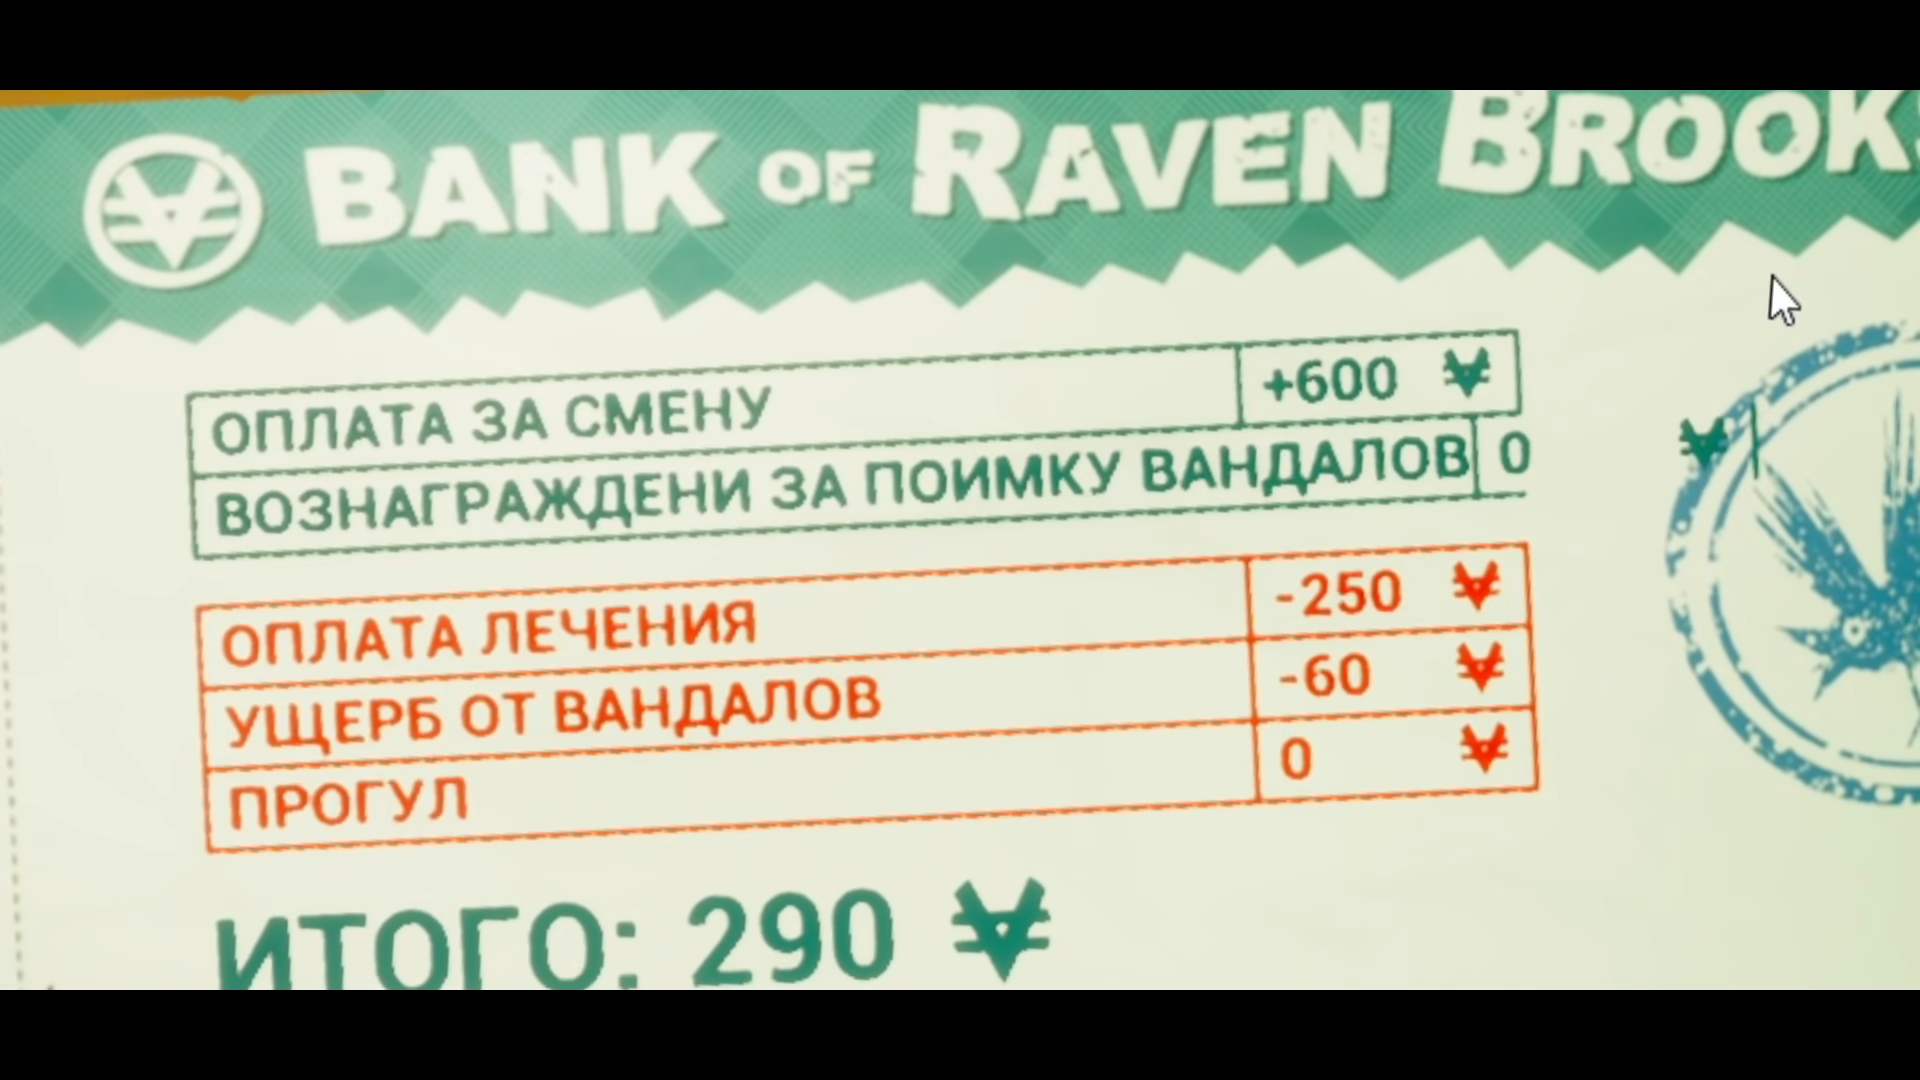 BANK OF RAVEN BROOKS
ОПЛАТА ЗА СМЕНУ +600
ВОЗНАГРАЖДЕНИ ЗА ПОИМКУ ВАНДАЛОВ 0
ОПЛАТА ЛЕЧЕНИЯ -250
УЩЕРБ ОТ ВАНДАЛОВ -60
ПРОГУЛ 0
ИТОГО: 290